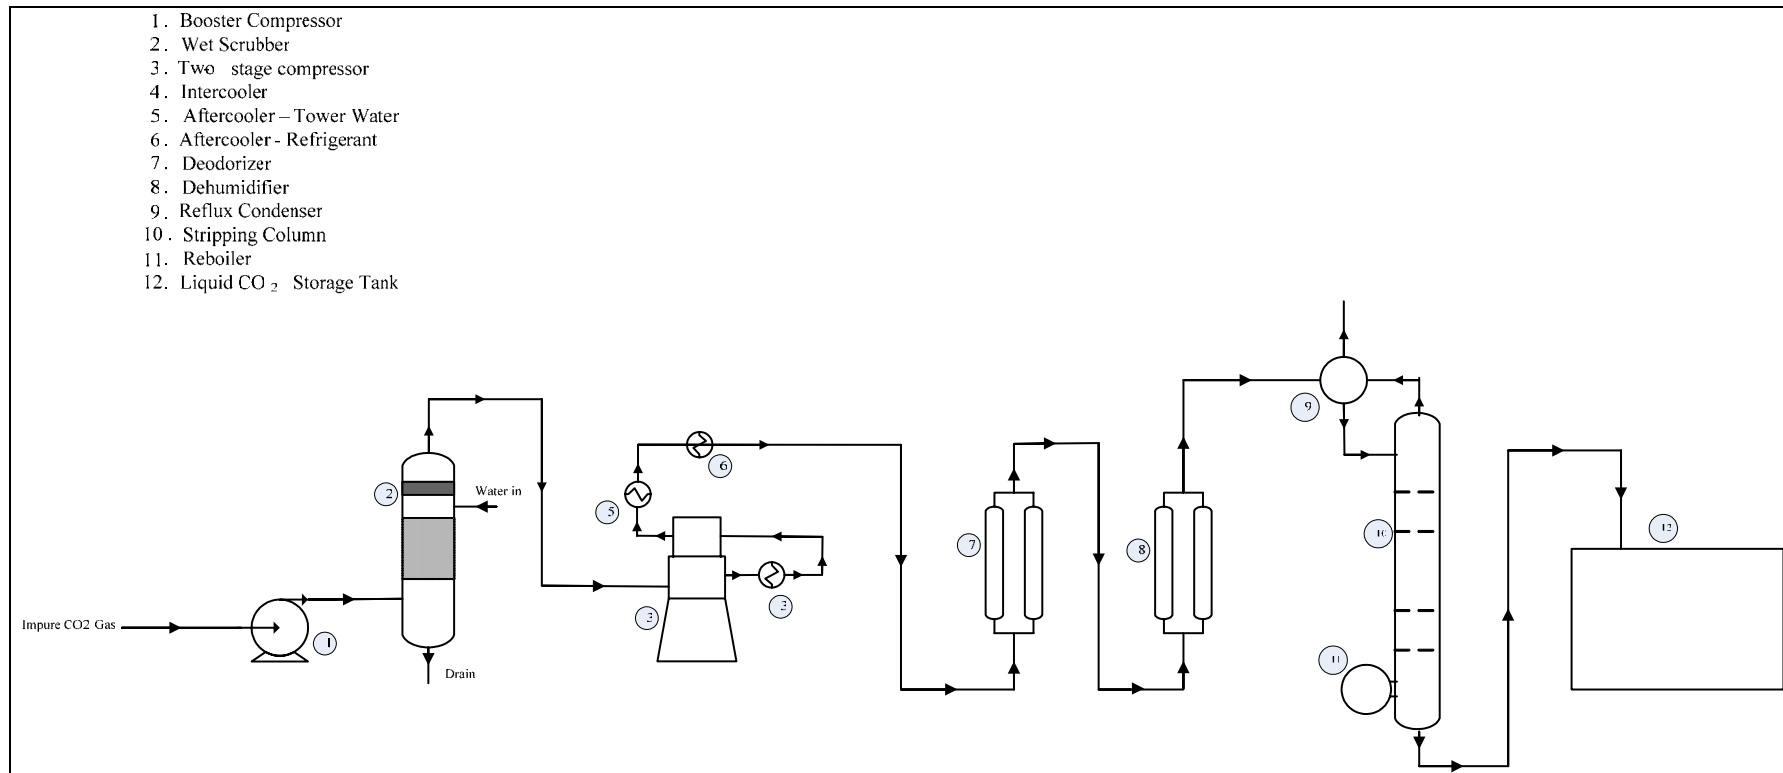 1. Booster Compressor
2. Wet Scrubber
3. Two stage compressor
4. Intercooler
5. Aftercooler – Tower Water
6. Aftercooler - Refrigerant
7. Deodorizer
8. Dehumidifier
9. Reflux Condenser
10. Stripping Column
11. Reboiler
12. Liquid CO2 Storage Tank
9
6
2
Water in
5
12
10
7
8
3
3
Impure CO2 Gas
1
11
Drain